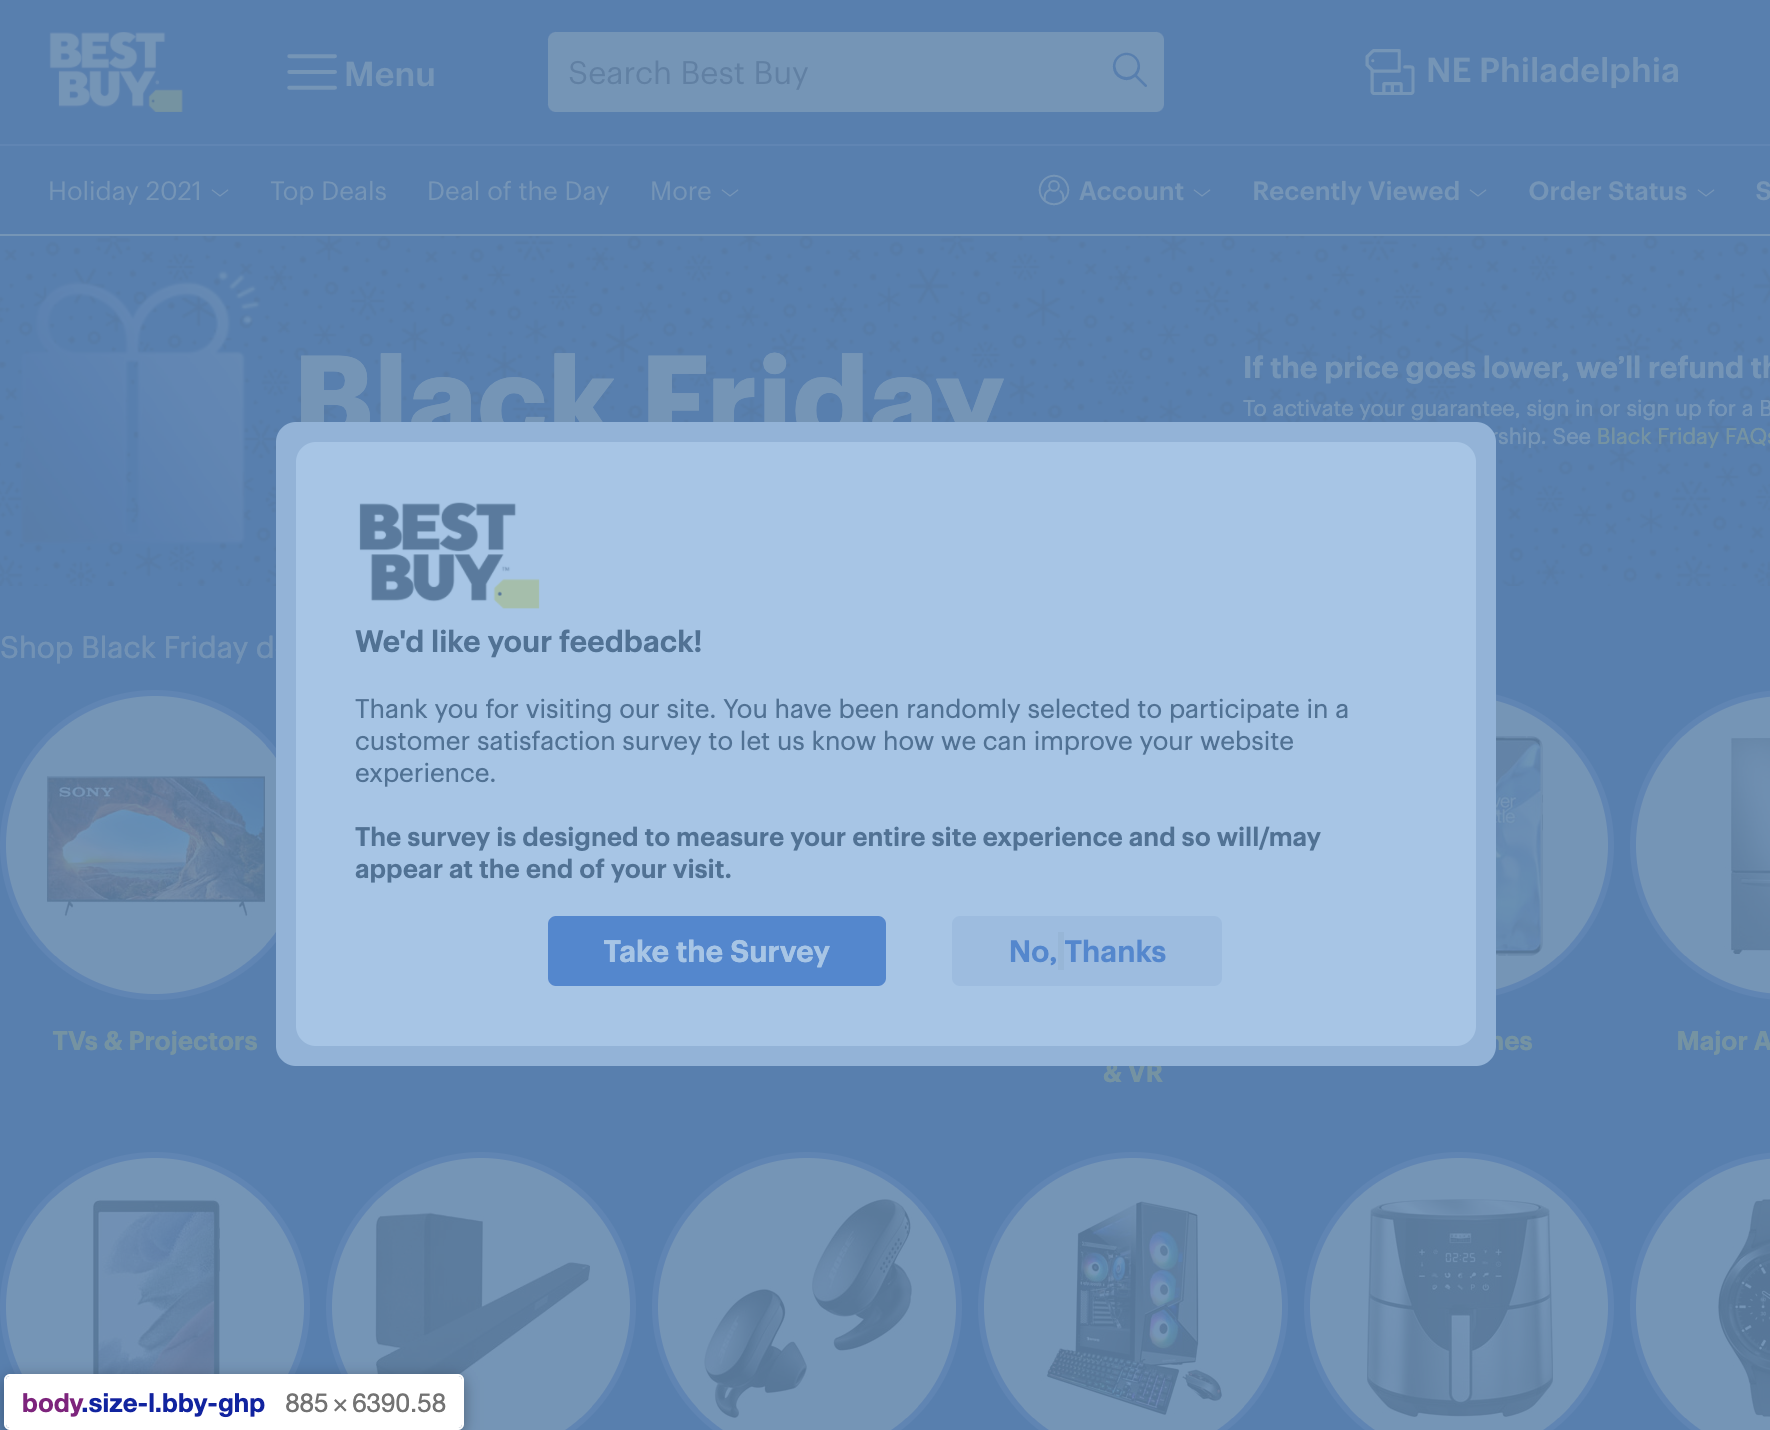 BEST
BUY
Menu
Search Best Buy
NE Philadelphia
Holiday 2021
Top Deals
Deal of the Day
More
Account
Recently Viewed
Order Status
S
Black Friday
If the price goes lower, we'll refund th
To activate your guarantee, sign in or sign up for a B
ship. See Black Friday FAQs
BEST
BUY™
We'd like your feedback!
Thank you for visiting our site. You have been randomly selected to participate in a
customer satisfaction survey to let us know how we can improve your website
experience.
The survey is designed to measure your entire site experience and so will/may
appear at the end of your visit.
Take the Survey
No, Thanks
Shop Black Friday d
SONY
TVs & Projectors
& VR
nes
Major A
02:25
body.size-l.bby-ghp 885 × 6390.58